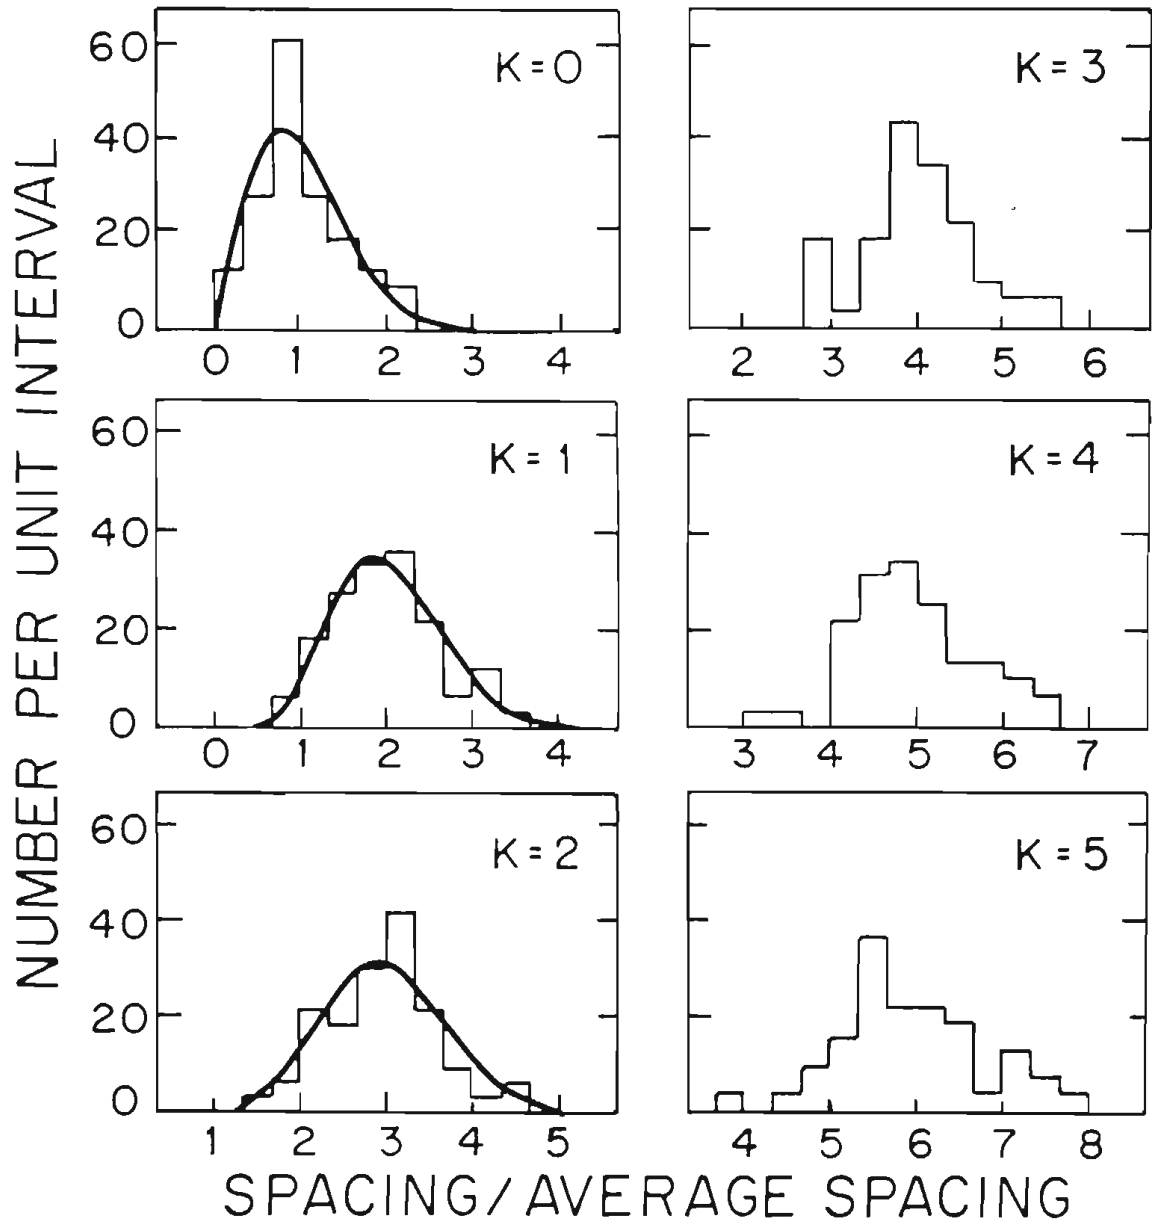 NUMBER PER UNIT INTERVAL
K=0
60
40
20
0
0 1 2 3 4
K=3
2 3 4 5 6
K=1
60
40
20
0
0 1 2 3 4
K=4
3 4 5 6 7
K=2
60
40
20
0
1 2 3 4 5
K=5
4 5 6 7 8
SPACING/AVERAGE SPACING